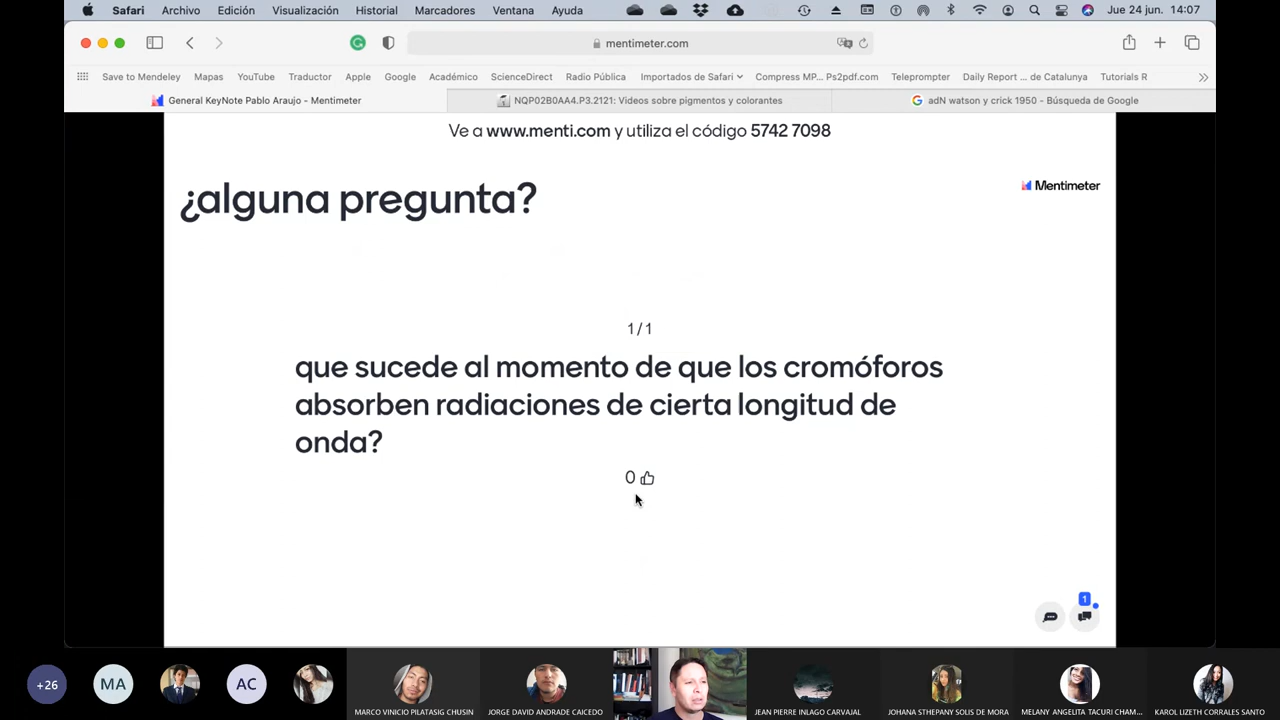 Safari Archivo Edición Visualización Historial Marcadores Ventana Ayuda Jue 24 jun. 14:07
mentimeter.com
Save to Mendeley Mapas YouTube Traductor Apple Google Académico ScienceDirect Radio Pública Importados de Safari Compress MP... Ps2pdf.com Teleprompter Daily Report ... de Catalunya Tutorials R
General KeyNote Pablo Araujo - Mentimeter NQP02B0AA4.P3.2121: Videos sobre pigmentos y colorantes adN watson y crick 1950 - Búsqueda de Google
Ve a www.menti.com y utiliza el código 5742 7098
¿alguna pregunta?
Mentimeter
1 / 1
que sucede al momento de que los cromóforos
absorben radiaciones de cierta longitud de
onda?
0
1
+26 MA AC
MARCO VINICIO PILATASIG CHUSIN JORGE DAVID ANDRADE CAICEDO JEAN PIERRE INLAGO CARVAJAL JOHANA STHEPANY SOLIS DE MORA MELANY ANGELITA TACURI CHAM... KAROL LIZETH CORRALES SANTO